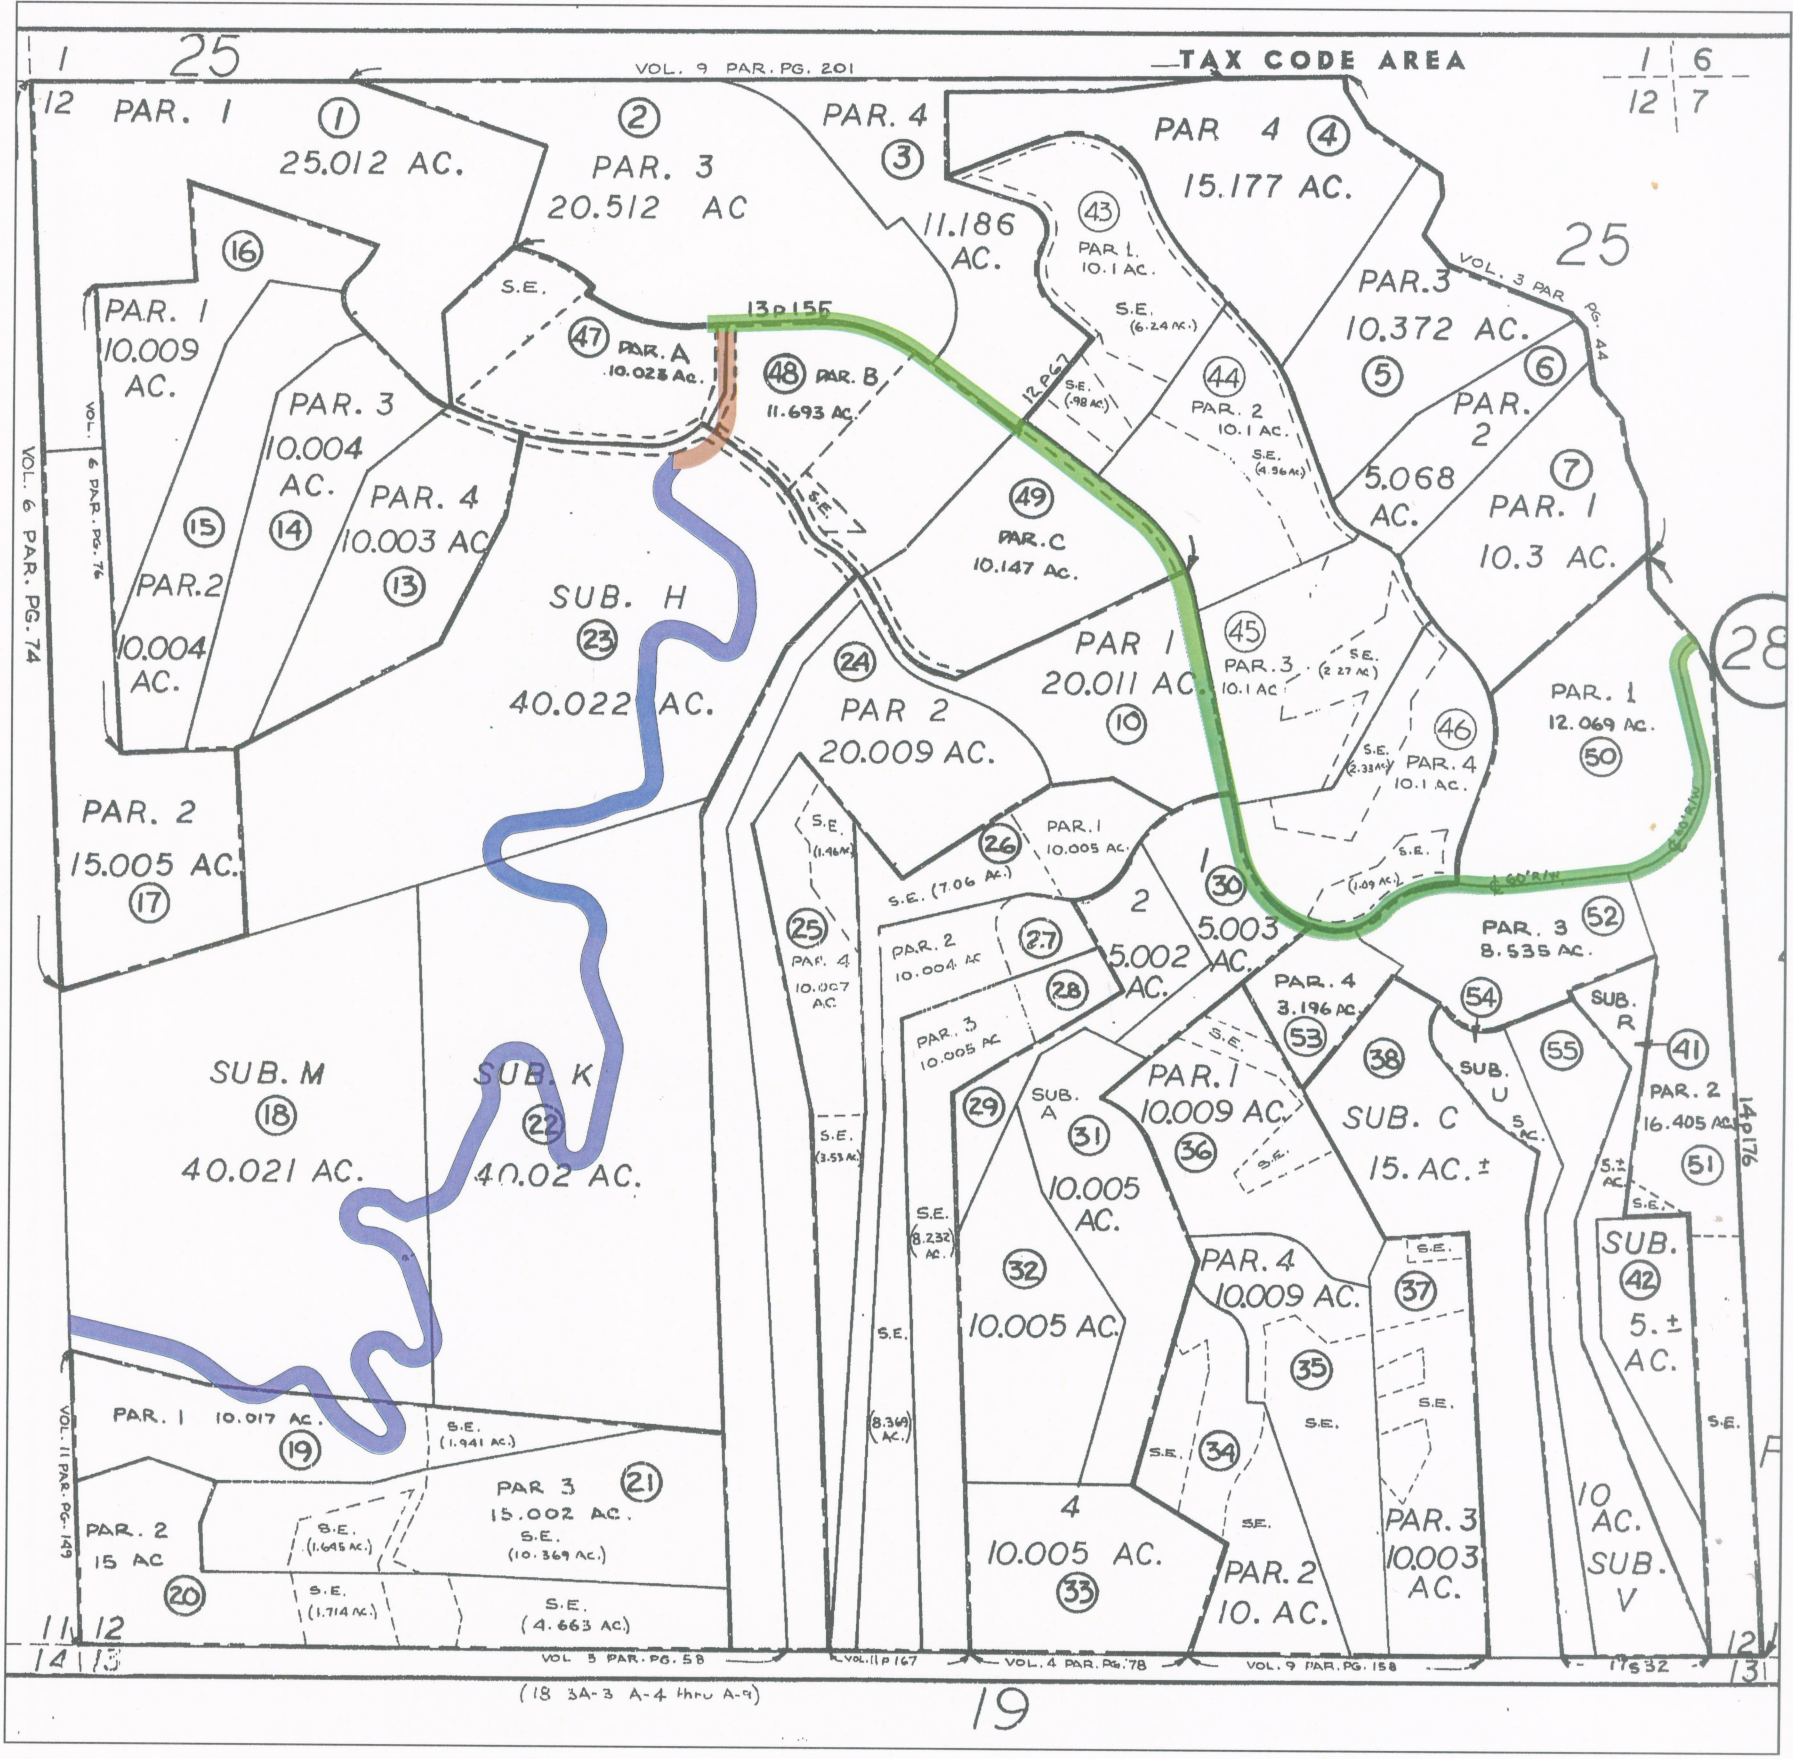 1
25
VOL. 9 PAR. PG. 201
TAX CODE AREA
1 6
12
12 7
PAR. 1
1
25.012 AC.
2
PAR. 3
20.512 AC
PAR. 4
3
11.186
AC.
PAR 4
4
15.177 AC.
25
VOL. 3 PAR PG. 44
16
PAR. 1
10.009
AC.
VOL. 6 PAR. PG. 76
VOL. 6 PAR. PG. 74
15
PAR.2
10.004
AC.
PAR. 3
10.004
AC.
14
PAR. 4
10.003 AC
13
S.E.
47
PAR. A
10.023 AC.
13p155
48
PAR. B
11.693 AC.
S.E.
12 PG 7
43
PAR 1.
10.1 AC.
S.E.
(6.24 AC.)
S.E.
(.98 AC)
44
PAR. 2
10.1 AC.
S.E.
(4.56 AC.)
PAR.3
10.372 AC.
5
6
PAR.
2
5.068
AC.
7
PAR. 1
10.3 AC.
49
PAR. C
10.147 AC.
28
SUB. H
23
40.022 AC.
24
PAR 2
20.009 AC.
PAR 1
20.011 AC.
10
45
PAR. 3
10.1 AC
S.E.
(2.27 AC)
46
PAR. 4
10.1 AC.
S.E.
(2.33 AC)
PAR. 1
12.069 AC.
50
℄ 60' R/W
℄ 60' R/W
PAR. 2
15.005 AC.
17
S.E.
(1.46 AC)
25
PAR. 4
10.007
AC
26
PAR. 1
10.005 AC.
S.E. (7.06 AC.)
PAR. 2
10.004 AC
27
PAR. 3
10.005 AC
28
2
5.002
AC.
1
30
5.003
AC.
S.E.
(1.09 AC.)
PAR. 3
8.535 AC.
52
PAR. 4
3.196 AC.
53
54
SUB.
R
41
PAR. 2
16.405 AC.
51
14p176
55
SUB.
U
5
AC.
5.±
AC.
S.E.
38
SUB. C
15. AC.±
S.E.
PAR. 1
10.009 AC.
36
S.E.
SUB. M
18
40.021 AC.
SUB. K
22
40.02 AC.
S.E.
(3.53 AC.)
29
SUB.
A
31
10.005
AC.
S.E.
(8.232)
AC.
32
10.005 AC.
PAR. 4
10.009 AC.
S.E.
37
SUB.
42
5.±
AC.
S.E.
(8.369)
AC.
35
S.E.
S.E.
S.E.
34
S.E.
S.E.
VOL. 11 PAR. PG. 149
PAR. 1 10.017 AC.
19
S.E.
(1.941 AC.)
PAR 3
21
15.002 AC.
S.E.
(10.369 AC.)
PAR. 2
15 AC
20
S.E.
(1.645 AC.)
S.E.
(1.714 AC.)
S.E.
(4.663 AC.)
4
10.005 AC.
33
PAR. 2
10. AC.
PAR. 3
10.003
AC.
10
AC.
SUB.
V
11 12
14 13
12
13
VOL 5 PAR. PG. 58
VOL. 11 P 167
VOL. 4 PAR. PG. 78
VOL. 9 PAR. PG. 158
17S32
(18 3A-3 A-4 thru A-9)
19